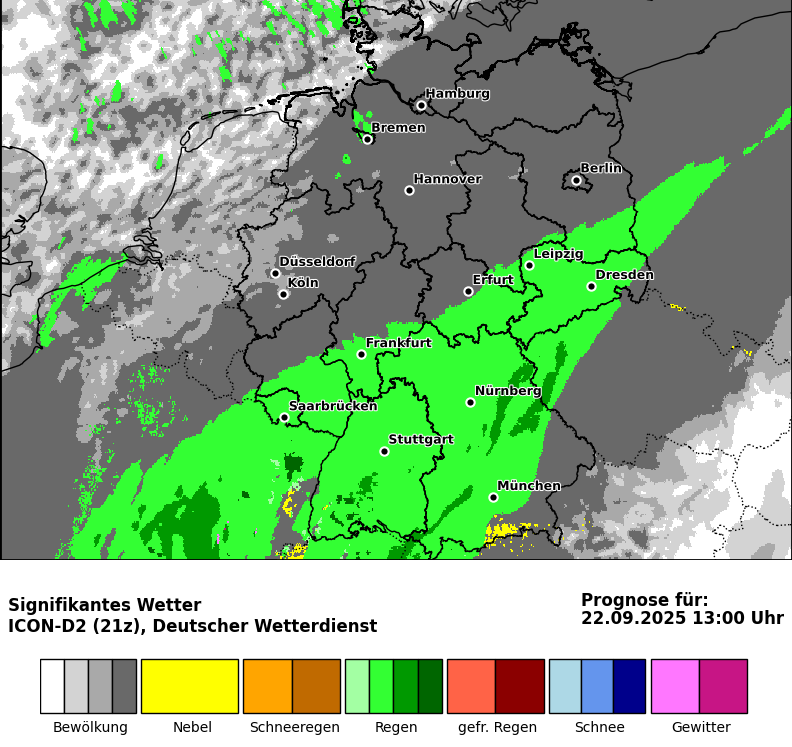 Hamburg
Bremen
Berlin
Hannover
Leipzig
Düsseldorf
Dresden
Köln
Erfurt
Frankfurt
Nürnberg
Saarbrücken
Stuttgart
München
Signifikantes Wetter
ICON-D2 (21z), Deutscher Wetterdienst
Prognose für:
22.09.2025 13:00 Uhr
Bewölkung
Nebel
Schneeregen
Regen
gefr. Regen
Schnee
Gewitter